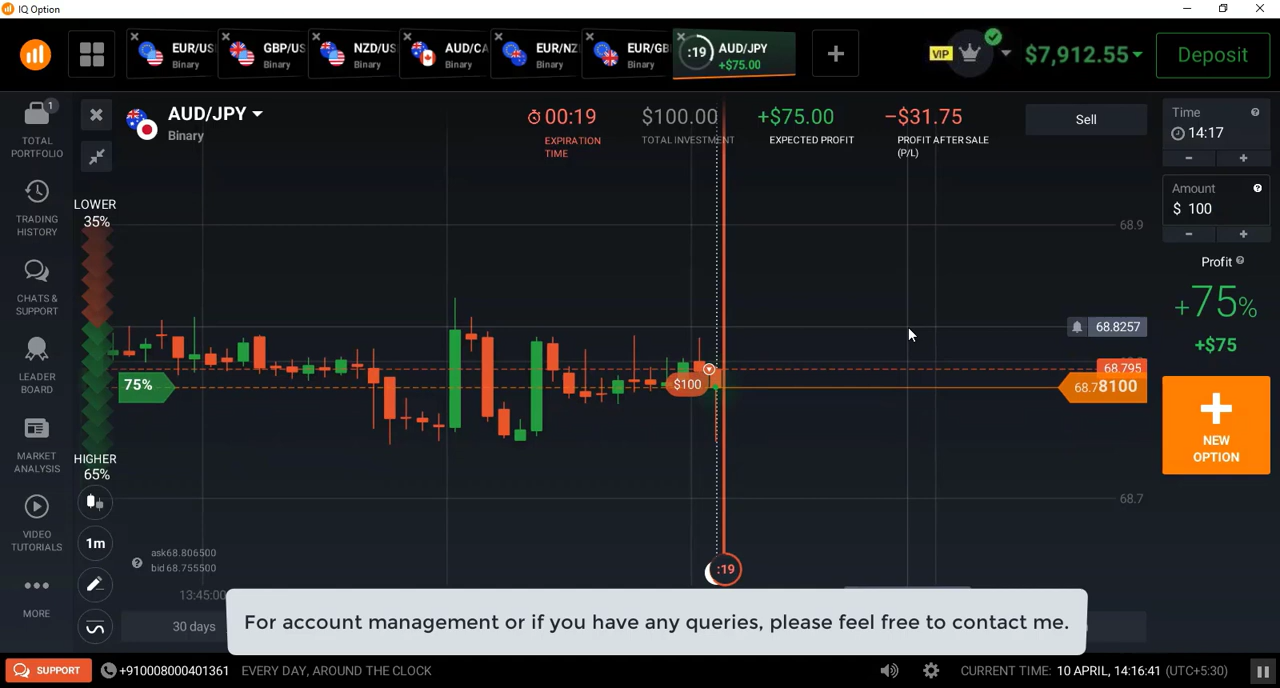 IQ Option
EUR/US
Binary
GBP/US
Binary
NZD/US
Binary
AUD/CA
Binary
EUR/NZ
Binary
EUR/GB
Binary
:19
AUD/JPY
+$75.00
VIP
$7,912.55
Deposit
1
TOTAL
PORTFOLIO
TRADING
HISTORY
CHATS &
SUPPORT
LEADER
BOARD
MARKET
ANALYSIS
VIDEO
TUTORIALS
MORE
AUD/JPY
Binary
00:19
EXPIRATION
TIME
$100.00
TOTAL INVESTMENT
+$75.00
EXPECTED PROFIT
−$31.75
PROFIT AFTER SALE
(P/L)
Sell
LOWER
35%
75%
HIGHER
65%
1m
$100
68.9
68.8257
68.795
68.78100
68.7
ask68.806500
bid 68.755500
:19
13:45:00
30 days
Time
14:17
Amount
$ 100
Profit
+75%
+$75
NEW
OPTION
For account management or if you have any queries, please feel free to contact me.
SUPPORT
+910008000401361
EVERY DAY, AROUND THE CLOCK
CURRENT TIME: 10 APRIL, 14:16:41 (UTC+5:30)